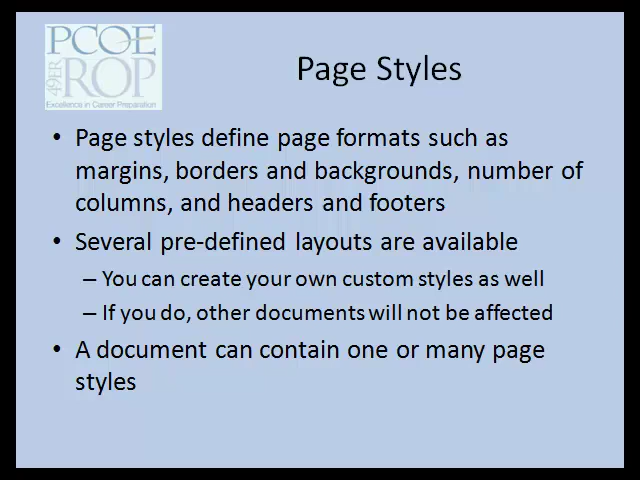 PCOE
49ER ROP
Excellence in Career Preparation
Page Styles
• Page styles define page formats such as
margins, borders and backgrounds, number of
columns, and headers and footers
• Several pre-defined layouts are available
– You can create your own custom styles as well
– If you do, other documents will not be affected
• A document can contain one or many page
styles